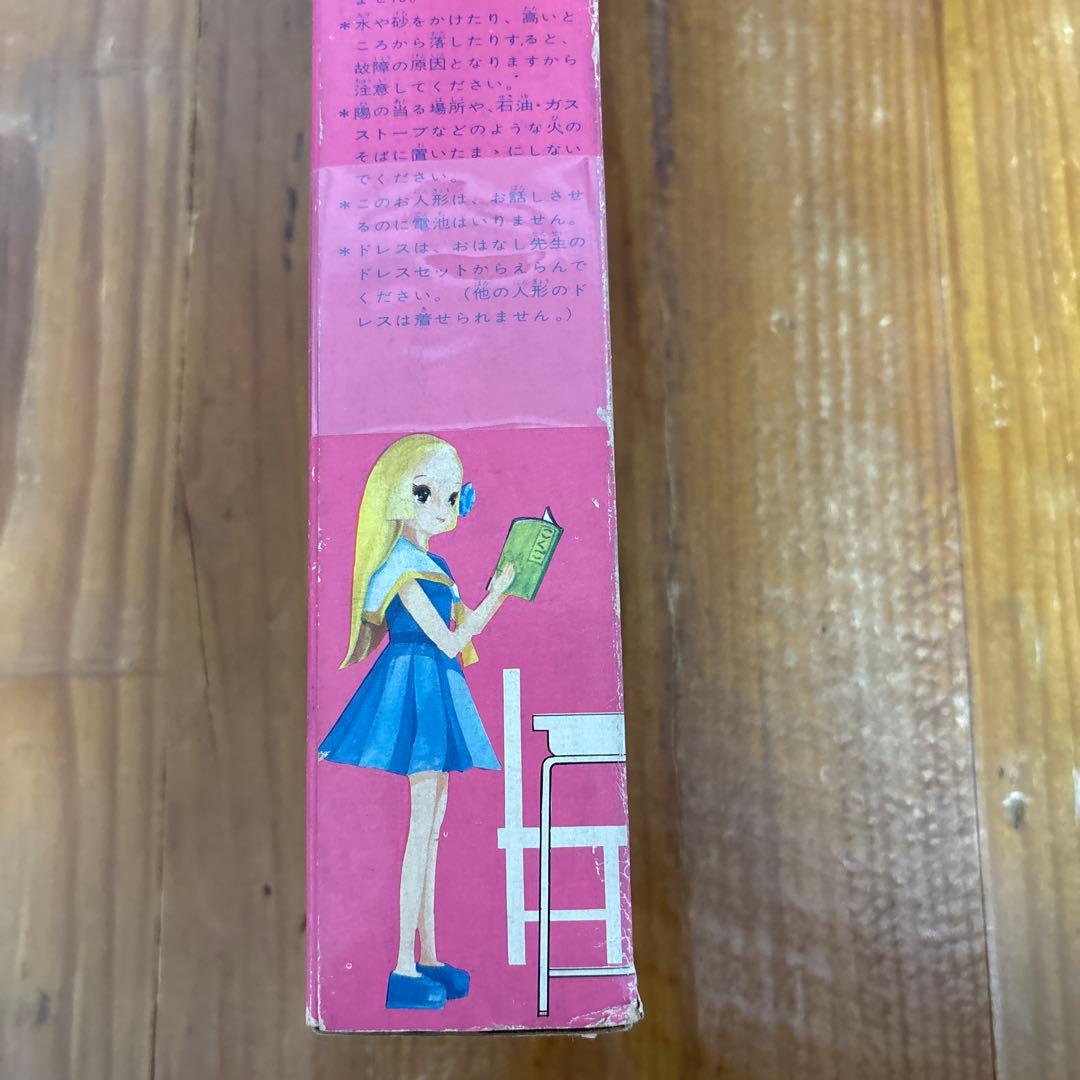 ません。
*水や砂をかけたり、高いと
ころから落したりすると、
故障の原因となりますから
注意してください。
*陽の当る場所や、石油・ガス
ストーブなどのような火の
そばに置いたまゝにしない
でください。
*このお人形は、お話しさせ
るのに電池はいりません。
*ドレスは、おはなし先生の
ドレスセットからえらんで
ください。(他の人形のド
レスは着せられません。)